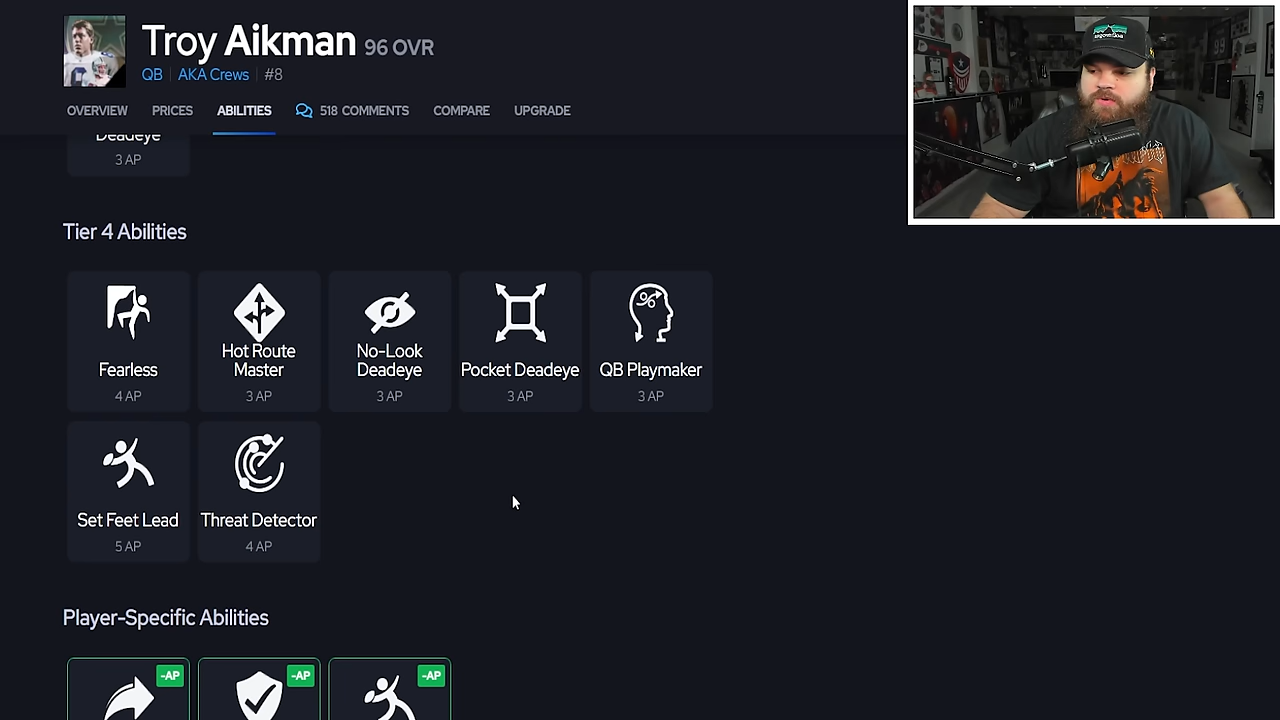 Troy Aikman 96 OVR
QB AKA Crews #8
OVERVIEW PRICES ABILITIES 518 COMMENTS COMPARE UPGRADE
Deadeye
3 AP
Tier 4 Abilities
Fearless
4 AP
Hot Route
Master
3 AP
No-Look
Deadeye
3 AP
Pocket Deadeye
3 AP
%
QB Playmaker
3 AP
Set Feet Lead
5 AP
Threat Detector
4 AP
Player-Specific Abilities
-AP -AP -AP